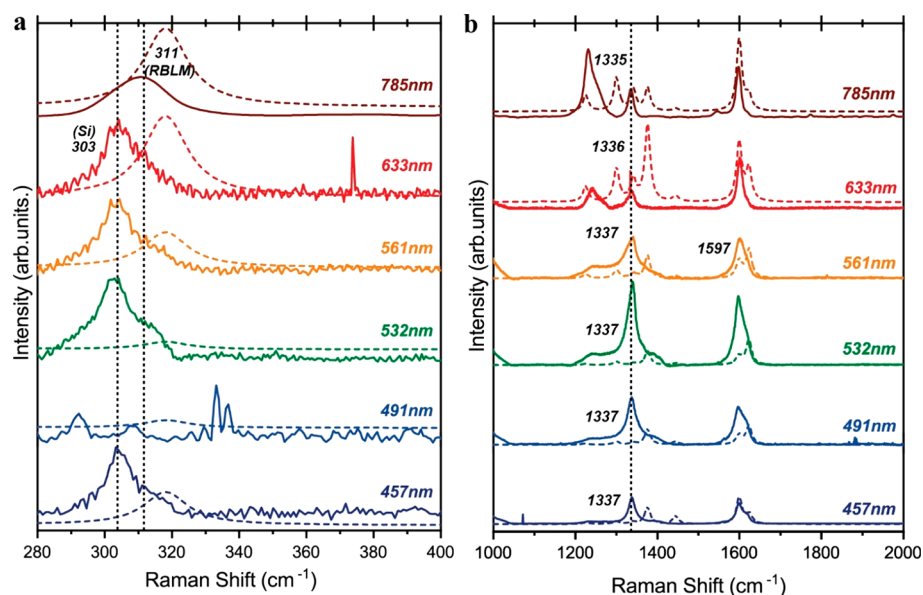 a
311
(RBLM)
785nm
(Si)
303
633nm
561nm
532nm
491nm
457nm
Intensity (arb.units.)
280 300 320 340 360 380 400
Raman Shift (cm⁻¹)
b
1335
785nm
1336
633nm
1337
1597
561nm
1337
532nm
1337
491nm
1337
457nm
Intensity (arb.units)
1000 1200 1400 1600 1800 2000
Raman Shift (cm⁻¹)